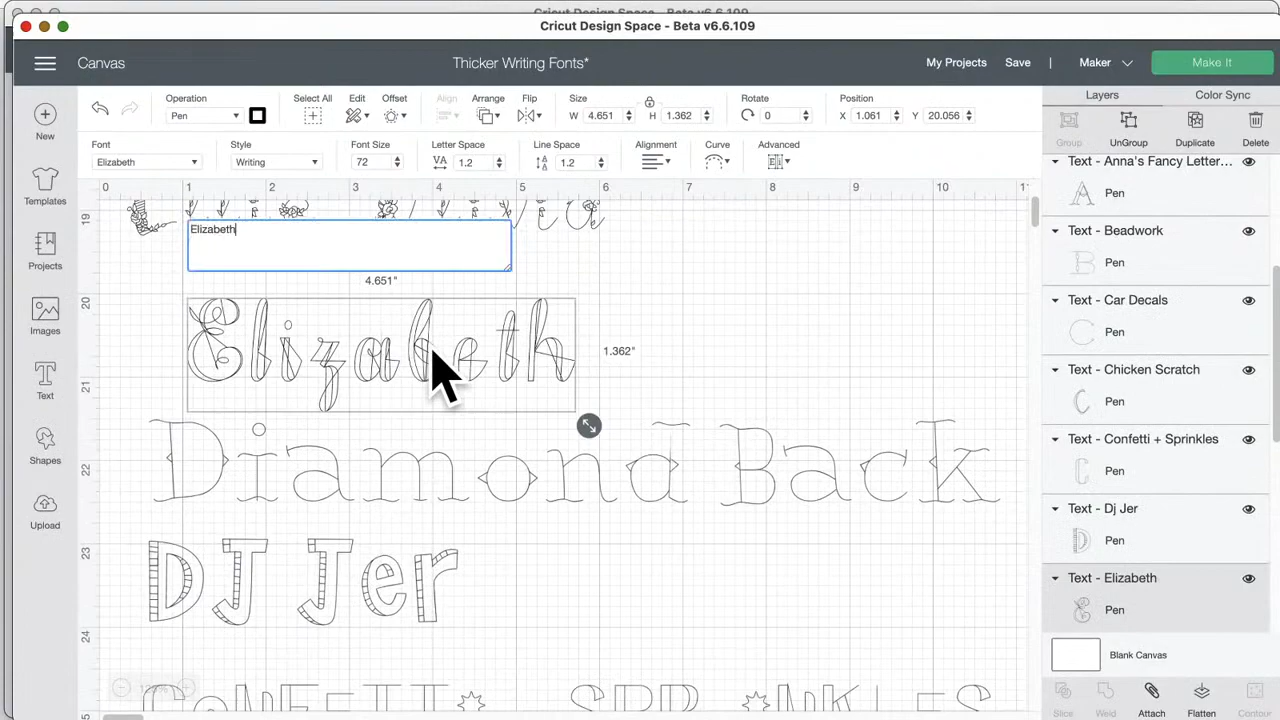 Cricut Design Space - Beta v6.6.109
Canvas
Thicker Writing Fonts*
My Projects
Save
|
Maker
Make It
Operation
Pen
Select All
Edit
Offset
Align
Arrange
Flip
Size
W 4.651
H 1.362
Rotate
0
Position
X 1.061
Y 20.056
Font
Elizabeth
Style
Writing
Font Size
72
Letter Space
VA 1.2
Line Space
1.2
Alignment
Curve
Advanced
New
Templates
Projects
Images
Text
Shapes
Upload
0 1 2 3 4 5 6 7 8 9 10 11
19
20
21
22
23
24
Elizabeth
4.651"
Elizabeth
1.362"
Diamond Back
DJ Jer
CONFETTI SPRINKLES
Layers
Color Sync
Group
UnGroup
Duplicate
Delete
Text - Anna's Fancy Letter...
Pen
Text - Beadwork
Pen
Text - Car Decals
Pen
Text - Chicken Scratch
Pen
Text - Confetti + Sprinkles
Pen
Text - Dj Jer
Pen
Text - Elizabeth
Pen
Blank Canvas
Slice
Weld
Attach
Flatten
Contour